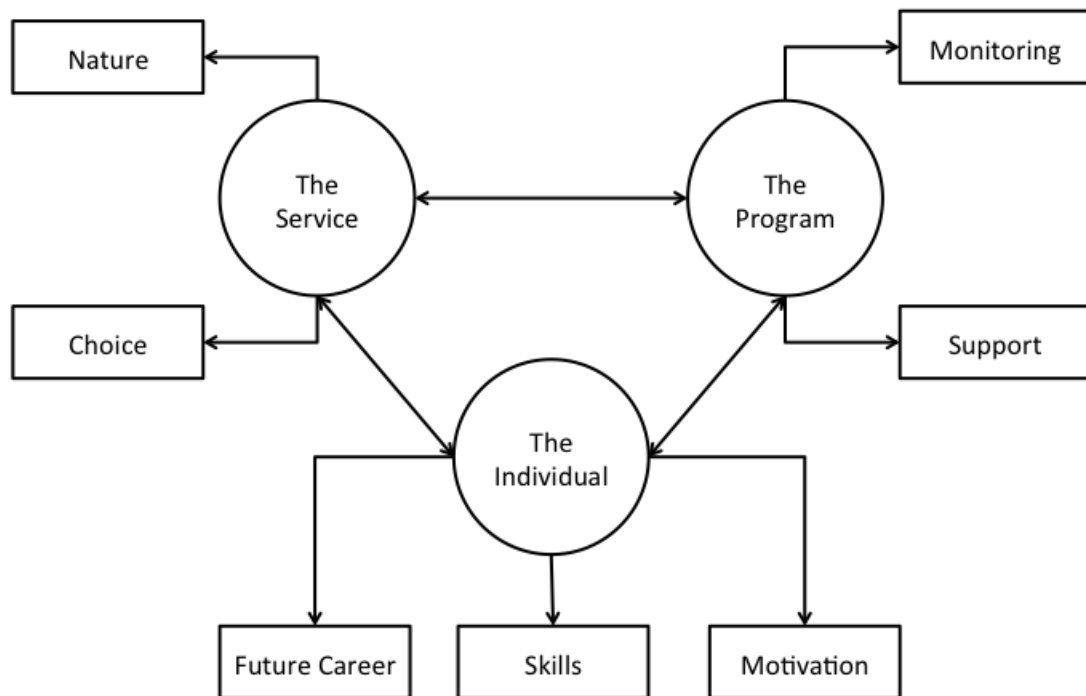 Nature
Monitoring
The
Service
The
Program
Choice
Support
The
Individual
Future Career
Skills
Motivation